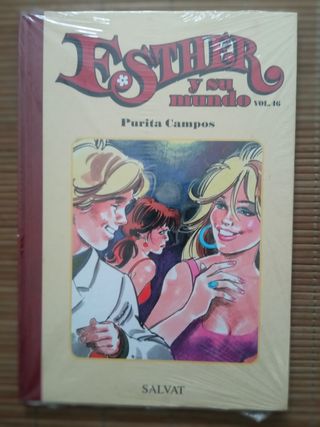 ESTHER
y su
mundo VOL. 46
Purita Campos
SALVAT